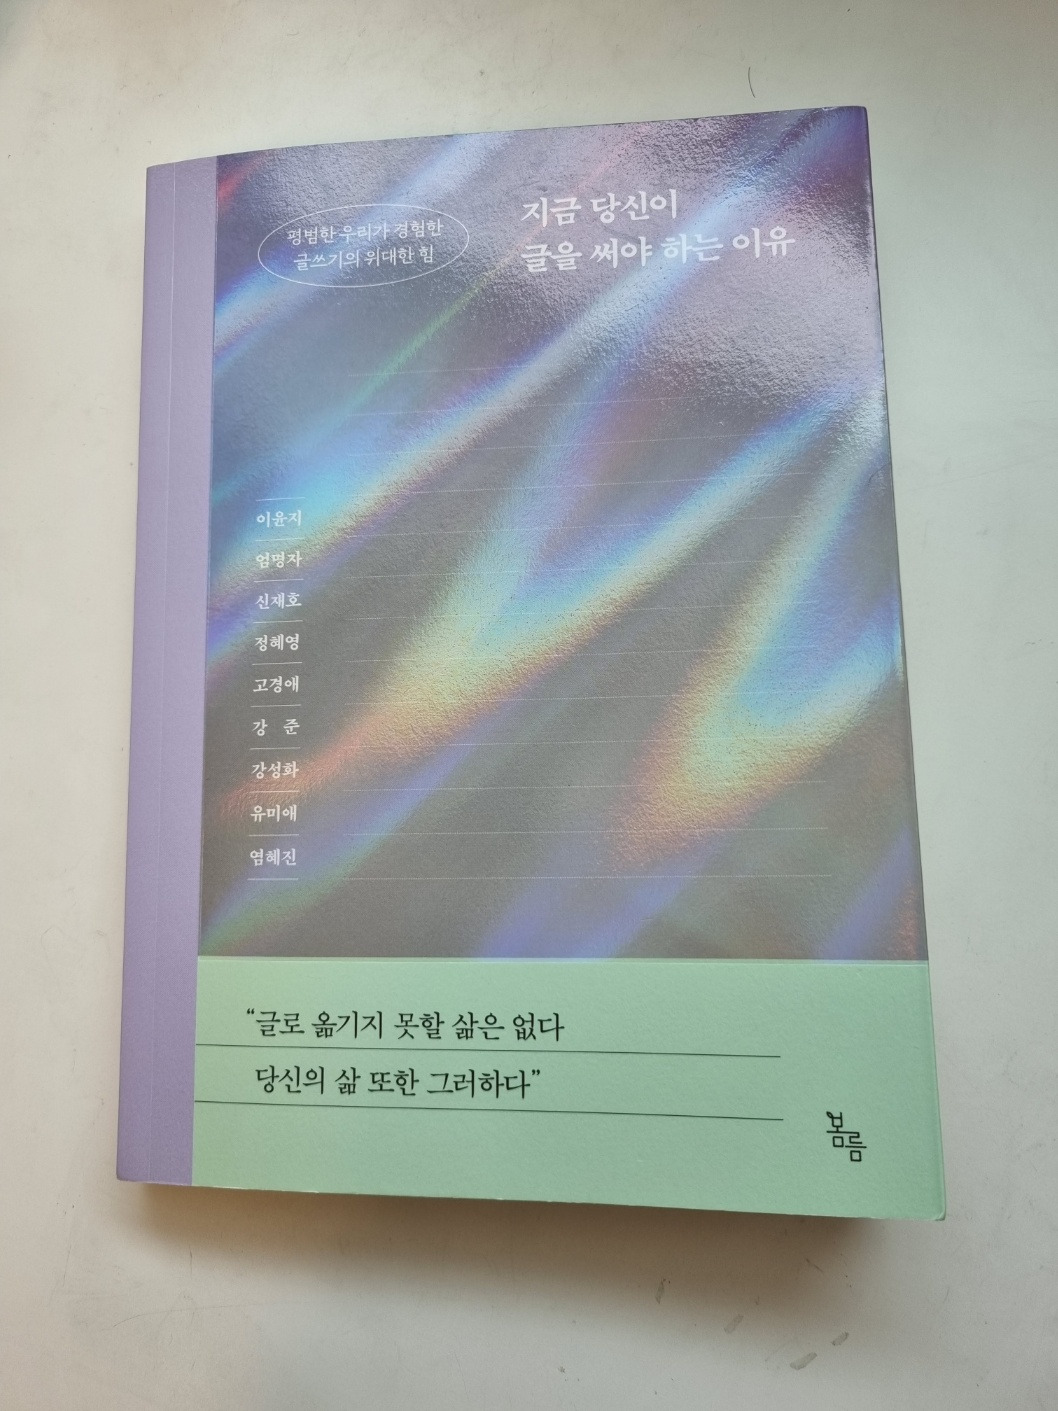 평범한 우리가 경험한
글쓰기의 위대한 힘
지금 당신이
글을 써야 하는 이유
이윤지
엄명자
신재호
정혜영
고경애
강 준
강성화
유미애
염혜진
“글로 옮기지 못할 삶은 없다
당신의 삶 또한 그러하다”
봄름